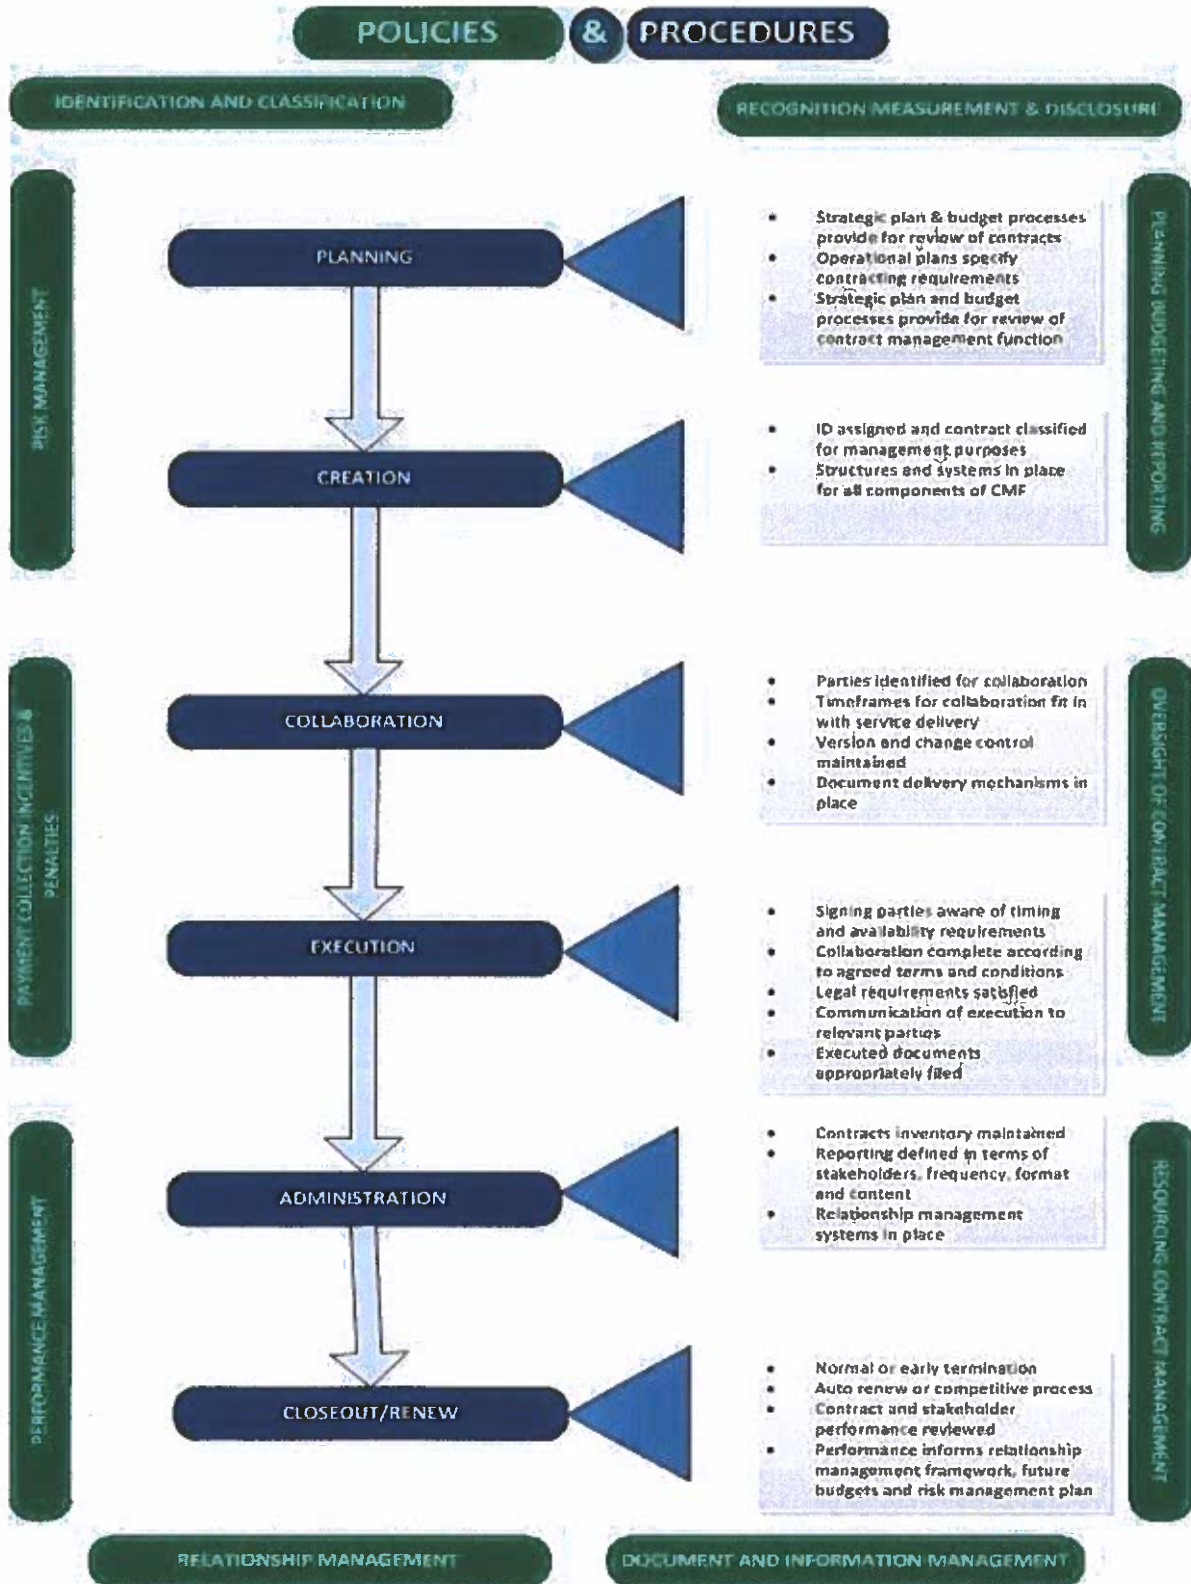 POLICIES & PROCEDURES
IDENTIFICATION AND CLASSIFICATION
RECOGNITION MEASUREMENT & DISCLOSURE
RISK MANAGEMENT
PLANNING BUDGETING AND REPORTING
PLANNING
• Strategic plan & budget processes
provide for review of contracts
• Operational plans specify
contracting requirements
• Strategic plan and budget
processes provide for review of
contract management function
CREATION
• ID assigned and contract classified
for management purposes
• Structures and systems in place
for all components of CMF
PAYMENT COLLECTION INCENTIVES &
PENALTIES
OVERSIGHT OF CONTRACT MANAGEMENT
COLLABORATION
• Parties identified for collaboration
• Timeframes for collaboration fit in
with service delivery
• Version and change control
maintained
• Document delivery mechanisms in
place
EXECUTION
• Signing parties aware of timing
and availability requirements
• Collaboration complete according
to agreed terms and conditions
• Legal requirements satisfied
• Communication of execution to
relevant parties
• Executed documents
appropriately filed
PERFORMANCE MANAGEMENT
RESOURCING CONTRACT MANAGEMENT
ADMINISTRATION
• Contracts inventory maintained
• Reporting defined in terms of
stakeholders, frequency, format
and content
• Relationship management
systems in place
CLOSEOUT/RENEW
• Normal or early termination
• Auto renew or competitive process
• Contract and stakeholder
performance reviewed
• Performance informs relationship
management framework, future
budgets and risk management plan
RELATIONSHIP MANAGEMENT
DOCUMENT AND INFORMATION MANAGEMENT